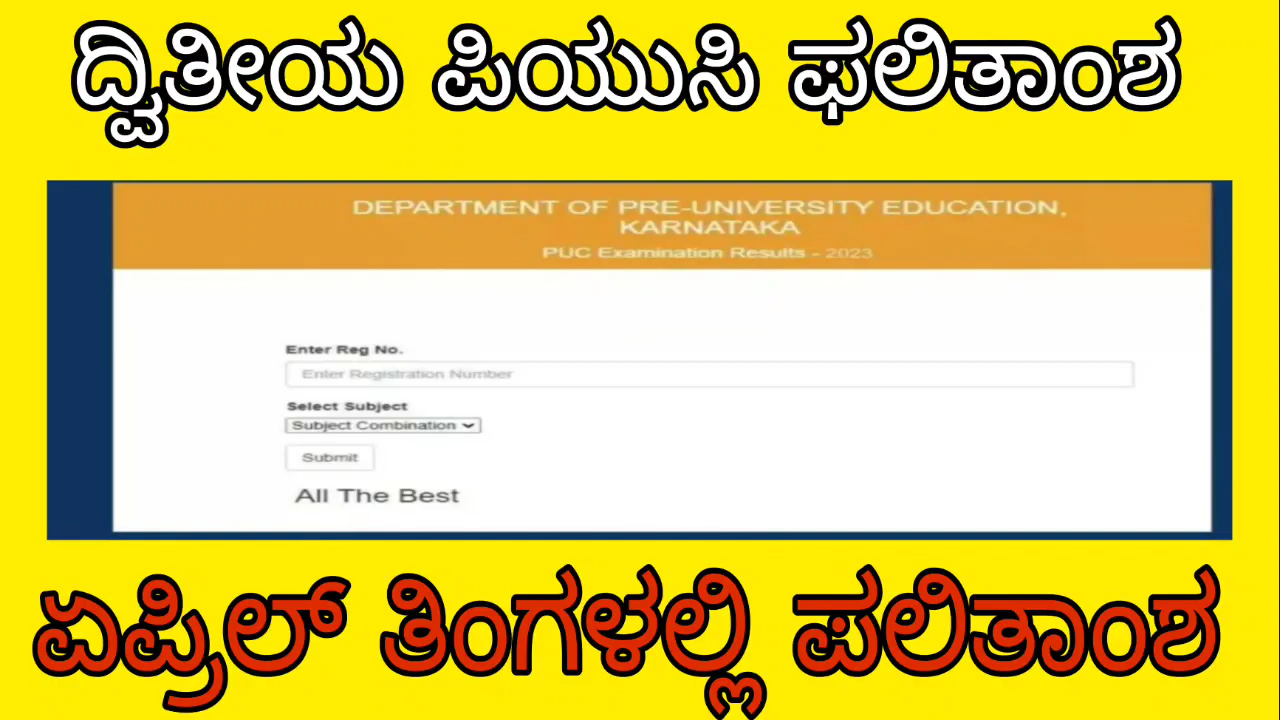 ದ್ವಿತೀಯ ಪಿಯುಸಿ ಫಲಿತಾಂಶ
DEPARTMENT OF PRE-UNIVERSITY EDUCATION,
KARNATAKA
PUC Examination Results - 2023
Enter Reg No.
Enter Registration Number
Select Subject
Subject Combination
Submit
All The Best
ಏಪ್ರಿಲ್ ತಿಂಗಳಲ್ಲಿ ಪಲಿತಾಂಶ